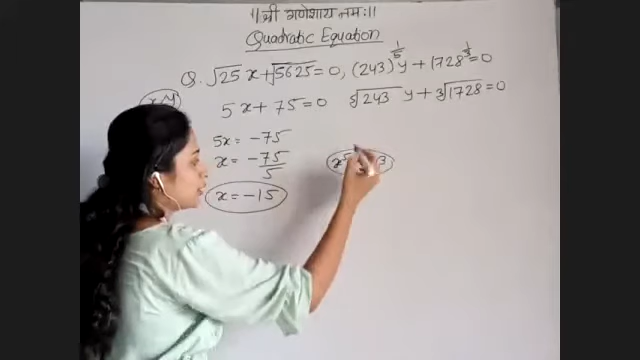 ||श्री गणेशाय नमः||
Quadratic Equation
Q. √25 x + √5625 = 0, (243)^(1/5) y + 1728^(1/3) = 0
5x + 75 = 0   ⁵√243 y + ³√1728 = 0
5x = -75
x = -75/5
x = -15